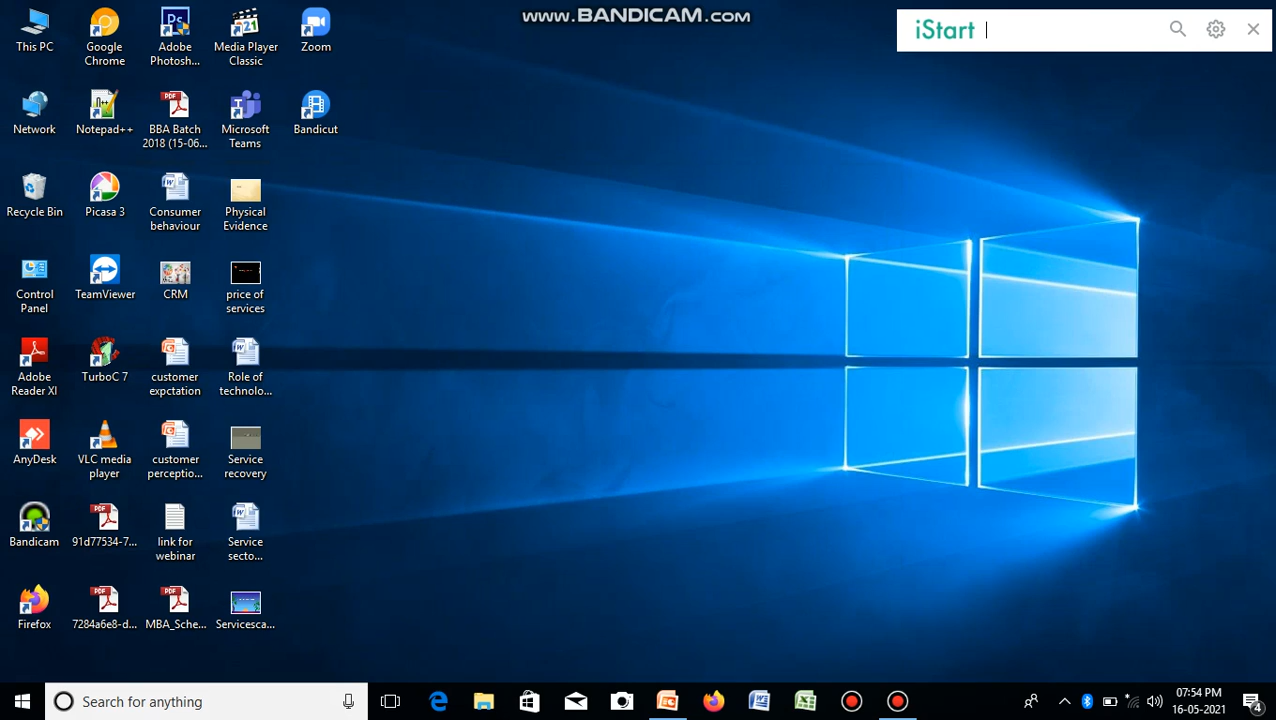 www.BANDICAM.com
iStart
This PC
Google
Chrome
Adobe
Photosh...
Media Player
Classic
Zoom
Network
Notepad++
BBA Batch
2018 (15-06...
Microsoft
Teams
Bandicut
Recycle Bin
Picasa 3
Consumer
behaviour
Physical
Evidence
Control
Panel
TeamViewer
CRM
price of
services
Adobe
Reader XI
TurboC 7
customer
expctation
Role of
technolo...
AnyDesk
VLC media
player
customer
perceptio...
Service
recovery
Bandicam
91d77534-7...
link for
webinar
Service
secto...
Firefox
7284a6e8-d...
MBA_Sche...
Servicesca...
Search for anything
07:54 PM
16-05-2021
4